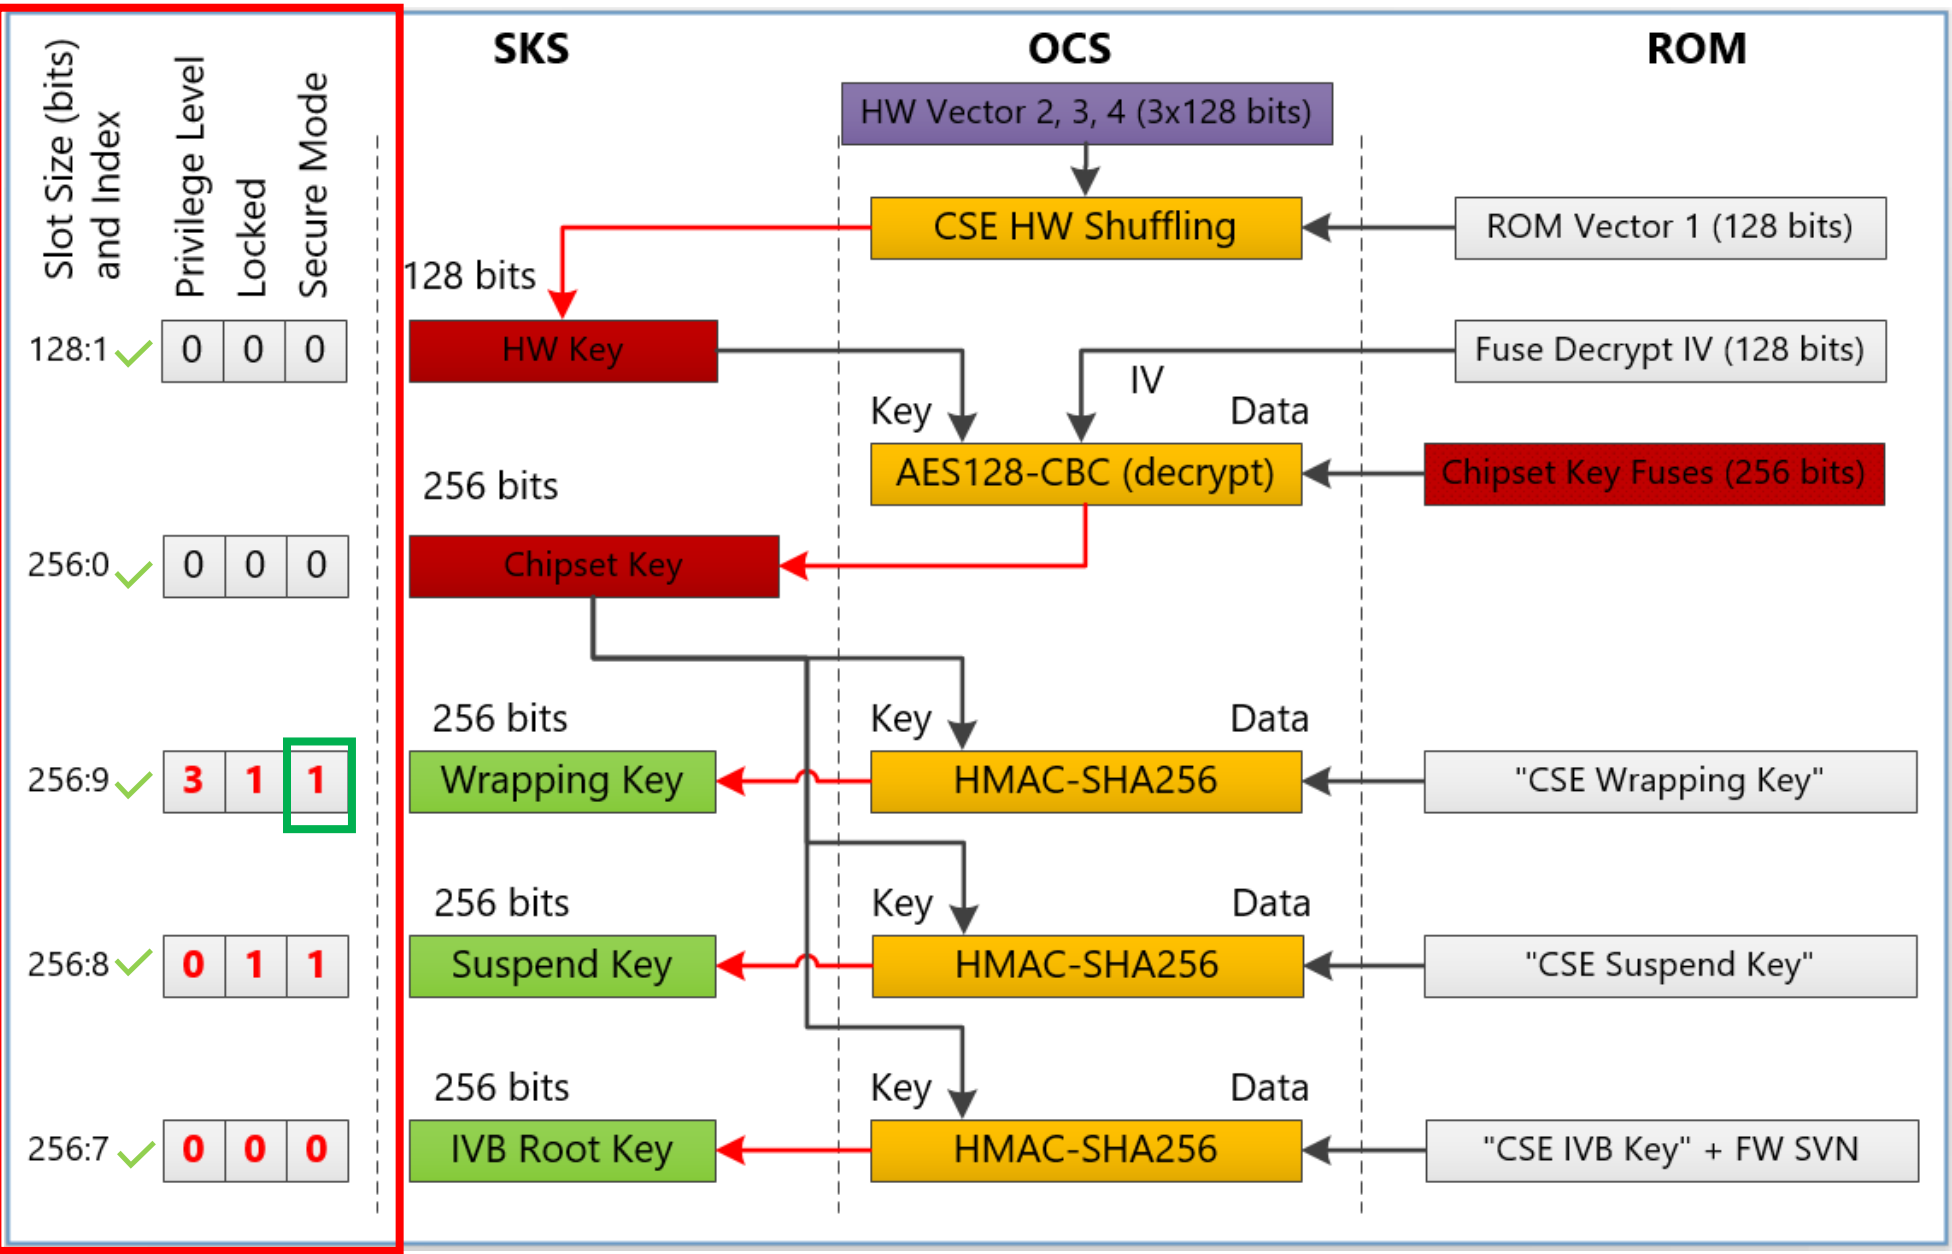 Slot Size (bits)
and Index
Privilege Level
Locked
Secure Mode
SKS
OCS
ROM
HW Vector 2, 3, 4 (3x128 bits)
CSE HW Shuffling
ROM Vector 1 (128 bits)
128 bits
128:1
0 0 0
HW Key
Fuse Decrypt IV (128 bits)
IV
Key
Data
AES128-CBC (decrypt)
Chipset Key Fuses (256 bits)
256 bits
256:0
0 0 0
Chipset Key
256 bits
Key
Data
256:9
3 1 1
Wrapping Key
HMAC-SHA256
"CSE Wrapping Key"
256 bits
Key
Data
256:8
0 1 1
Suspend Key
HMAC-SHA256
"CSE Suspend Key"
256 bits
Key
Data
256:7
0 0 0
IVB Root Key
HMAC-SHA256
"CSE IVB Key" + FW SVN